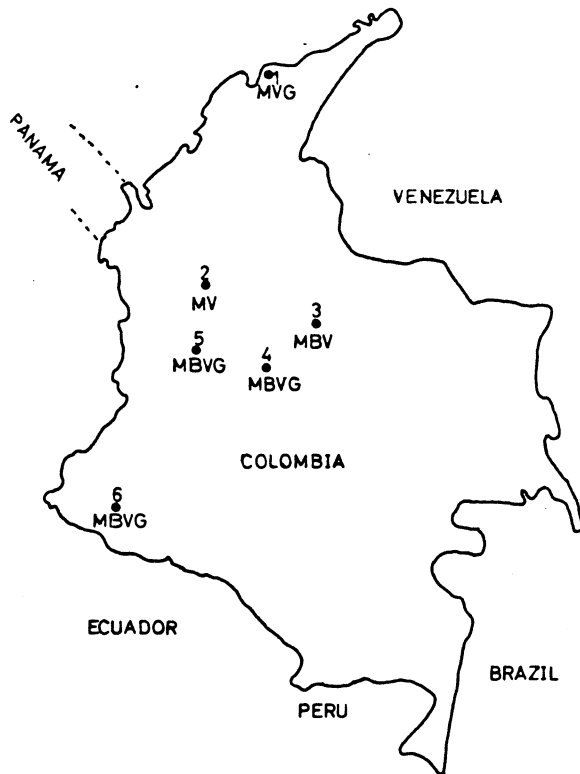 1
MVG
PANAMA
VENEZUELA
2
MV
3
MBV
5
MBVG
4
MBVG
COLOMBIA
6
MBVG
ECUADOR
BRAZIL
PERU